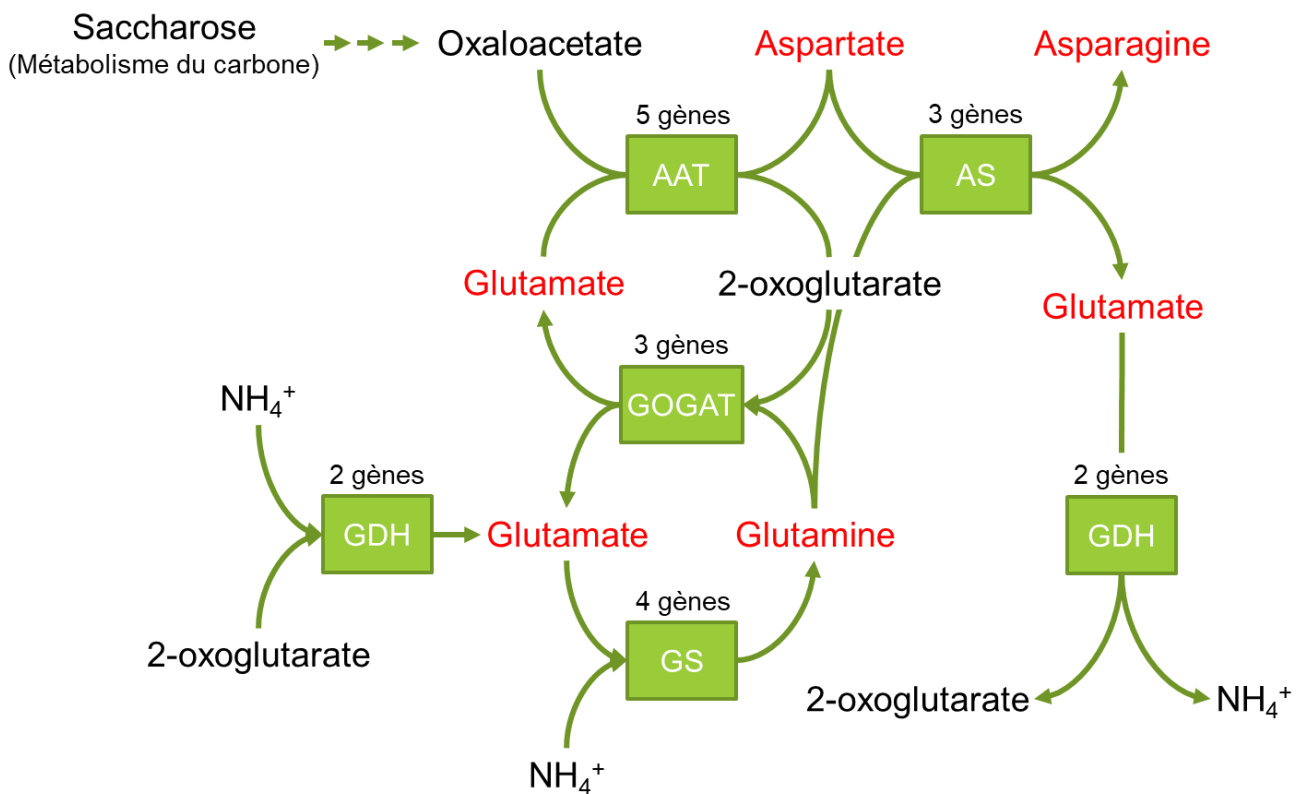 Saccharose
(Métabolisme du carbone)
Oxaloacetate
Aspartate
Asparagine
5 gènes
AAT
3 gènes
AS
Glutamate
2-oxoglutarate
Glutamate
3 gènes
GOGAT
NH₄⁺
2 gènes
GDH
Glutamate
Glutamine
2 gènes
GDH
4 gènes
GS
2-oxoglutarate
2-oxoglutarate
NH₄⁺
NH₄⁺